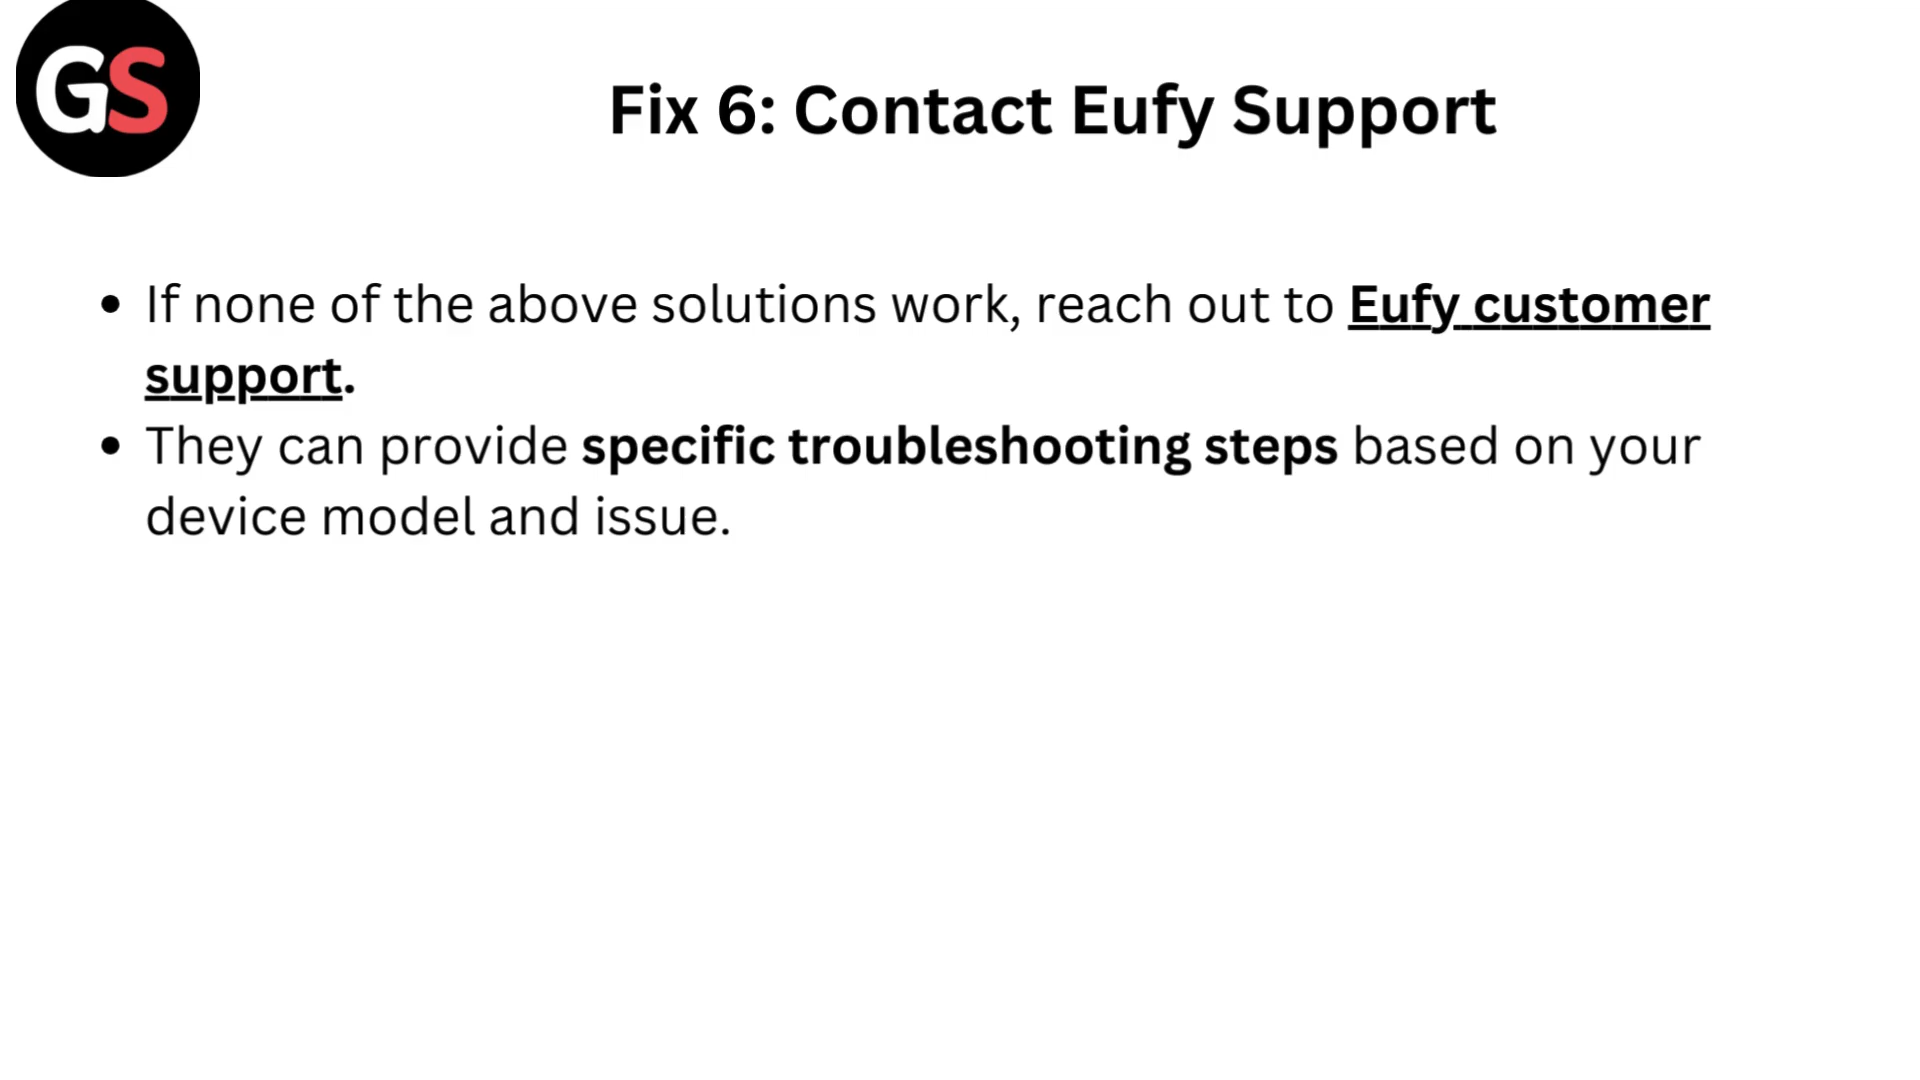 GS
Fix 6: Contact Eufy Support
• If none of the above solutions work, reach out to Eufy customer
support.
• They can provide specific troubleshooting steps based on your
device model and issue.